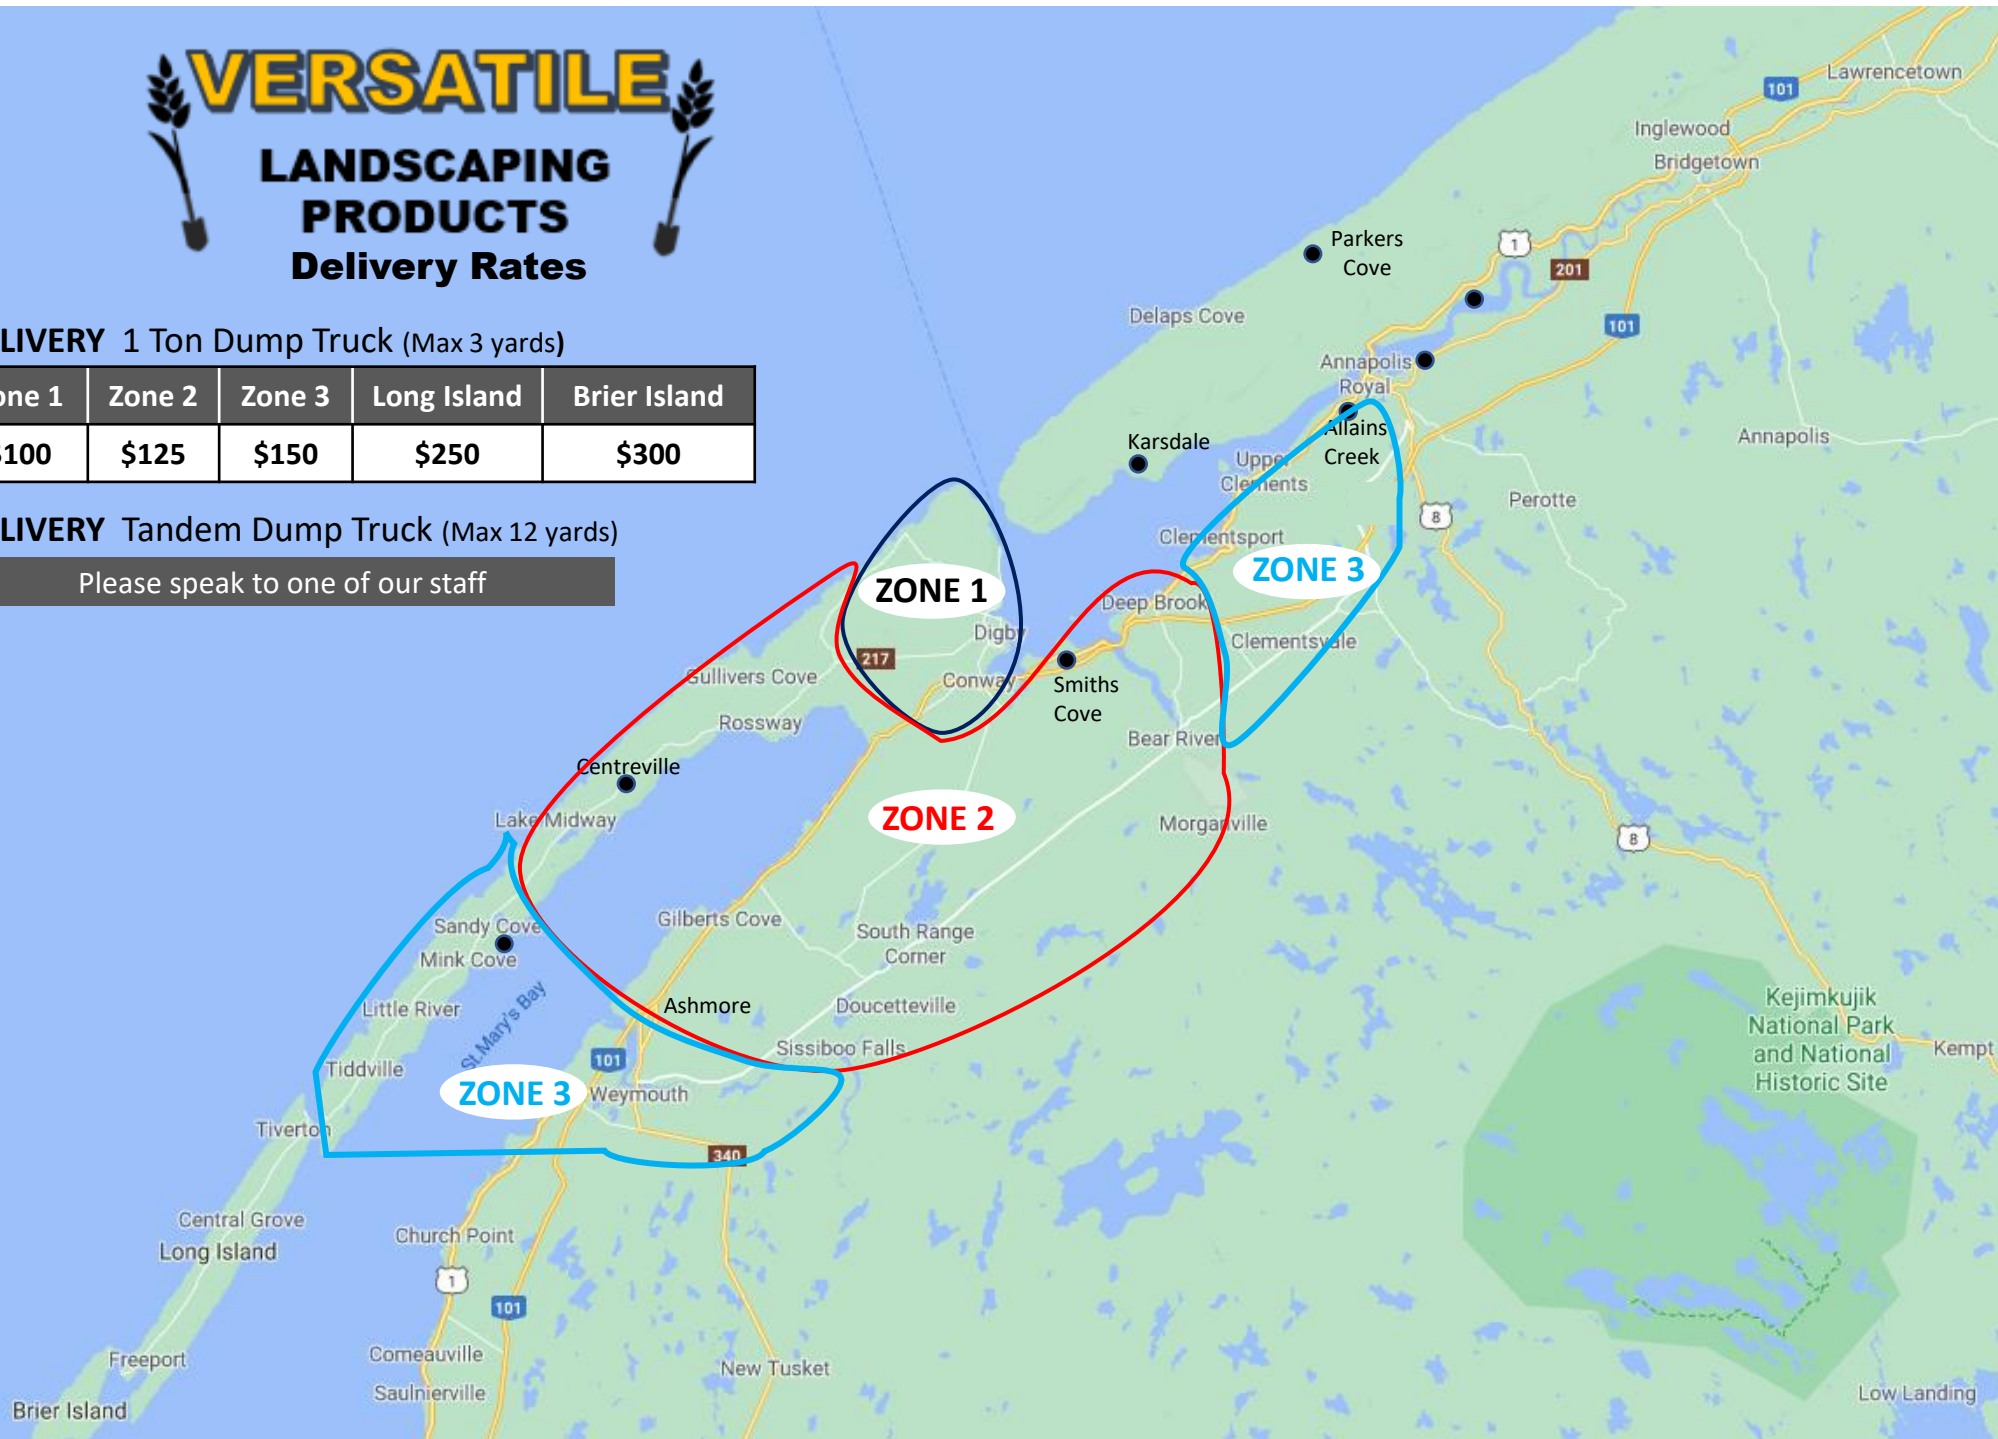 VERSATILE
LANDSCAPING
PRODUCTS
Delivery Rates
LIVERY 1 Ton Dump Truck (Max 3 yards)
one 1 Zone 2 Zone 3 Long Island Brier Island
$100 $125 $150 $250 $300
LIVERY Tandem Dump Truck (Max 12 yards)
Please speak to one of our staff
101
Lawrencetown
Inglewood
Bridgetown
Parkers
Cove
1
201
Delaps Cove
101
Annapolis
Royal
Karsdale
Allains
Creek
Upper
Clements
Annapolis
Perotte
8
Clementsport
ZONE 3
ZONE 1
Deep Brook
Digby
Clementsvale
217
Gullivers Cove
Conway
Smiths
Cove
Rossway
Bear River
Centreville
Lake Midway
ZONE 2
Morganville
8
Sandy Cove
Mink Cove
Gilberts Cove
South Range
Corner
Little River
St. Mary's Bay
Ashmore
Doucetteville
Kejimkujik
National Park
and National
Historic Site
Kempt
Sissiboo Falls
Tiddville
101
ZONE 3
Weymouth
Tiverton
340
Central Grove
Long Island
Church Point
1
101
Freeport
Comeauville
New Tusket
Saulnierville
Brier Island
Low Landing